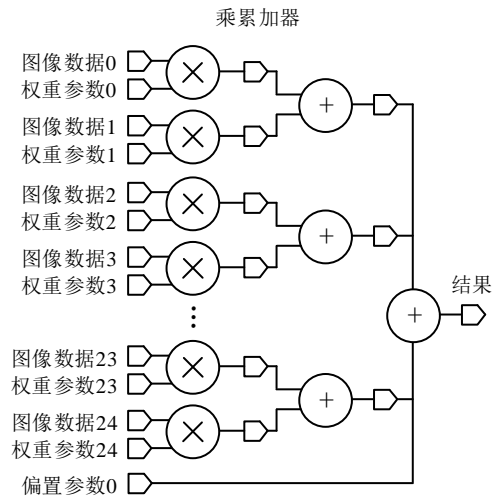 乘累加器
图像数据0
权重参数0
图像数据1
权重参数1
图像数据2
权重参数2
图像数据3
权重参数3
结果
图像数据23
权重参数23
图像数据24
权重参数24
偏置参数0